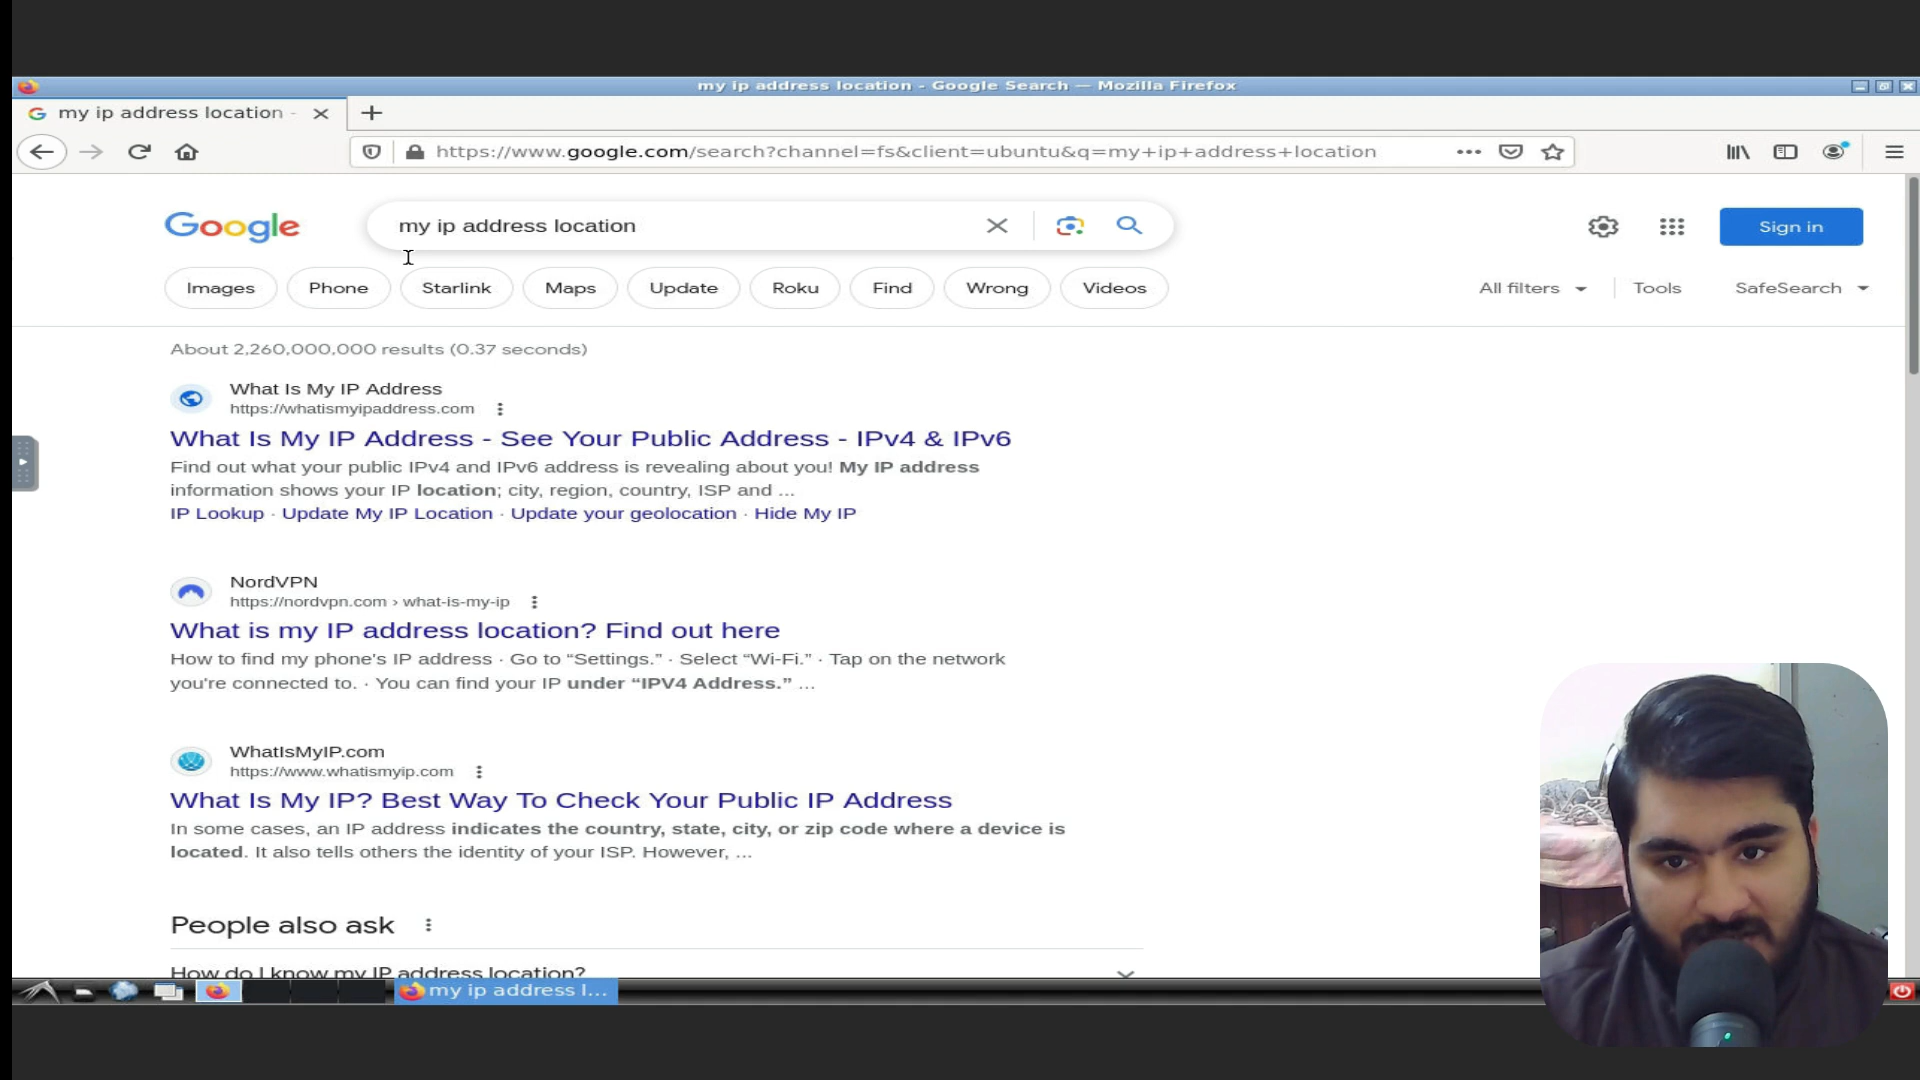 my ip address location - Google Search — Mozilla Firefox
my ip address location -
https://www.google.com/search?channel=fs&client=ubuntu&q=my+ip+address+location
Google
my ip address location
Sign in
Images
Phone
Starlink
Maps
Update
Roku
Find
Wrong
Videos
All filters
Tools
SafeSearch
About 2,260,000,000 results (0.37 seconds)
What Is My IP Address
https://whatismyipaddress.com
What Is My IP Address - See Your Public Address - IPv4 & IPv6
Find out what your public IPv4 and IPv6 address is revealing about you! My IP address
information shows your IP location; city, region, country, ISP and ...
IP Lookup · Update My IP Location · Update your geolocation · Hide My IP
NordVPN
https://nordvpn.com › what-is-my-ip
What is my IP address location? Find out here
How to find my phone's IP address · Go to “Settings.” · Select “Wi-Fi.” · Tap on the network
you're connected to. · You can find your IP under “IPV4 Address.” ...
WhatIsMyIP.com
https://www.whatismyip.com
What Is My IP? Best Way To Check Your Public IP Address
In some cases, an IP address indicates the country, state, city, or zip code where a device is
located. It also tells others the identity of your ISP. However, ...
People also ask
How do I know my IP address location?
my ip address l...